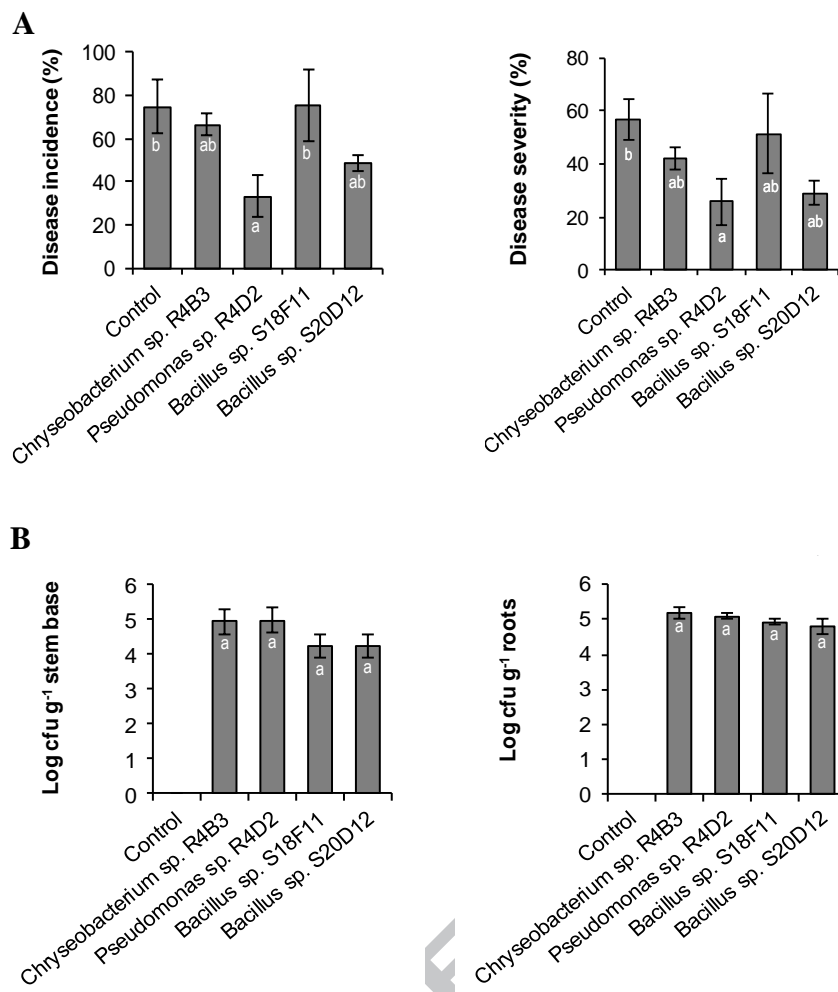 A
Disease incidence (%)
100
80
60
40
20
0
b
ab
a
b
ab
Control
Chryseobacterium sp. R4B3
Pseudomonas sp. R4D2
Bacillus sp. S18F11
Bacillus sp. S20D12
Disease severity (%)
80
60
40
20
0
b
ab
a
ab
ab
Control
Chryseobacterium sp. R4B3
Pseudomonas sp. R4D2
Bacillus sp. S18F11
Bacillus sp. S20D12
B
Log cfu g-1 stem base
6
5
4
3
2
1
0
a
a
a
a
Control
Chryseobacterium sp. R4B3
Pseudomonas sp. R4D2
Bacillus sp. S18F11
Bacillus sp. S20D12
Log cfu g-1 roots
6
5
4
3
2
1
0
a
a
a
a
Control
Chryseobacterium sp. R4B3
Pseudomonas sp. R4D2
Bacillus sp. S18F11
Bacillus sp. S20D12